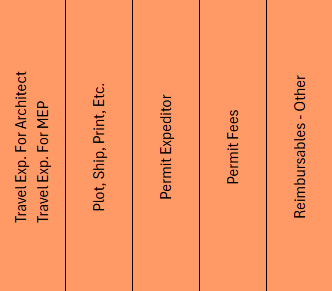 Travel Exp. For Architect
Travel Exp. For MEP
Plot, Ship, Print, Etc.
Permit Expeditor
Permit Fees
Reimbursables - Other